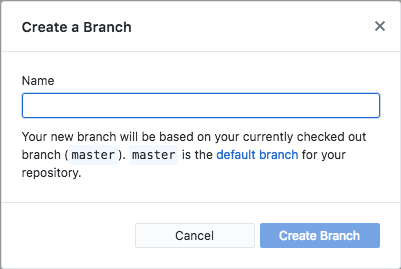 Create a Branch
Name
Your new branch will be based on your currently checked out
branch ( master ). master is the default branch for your
repository.
Cancel
Create Branch